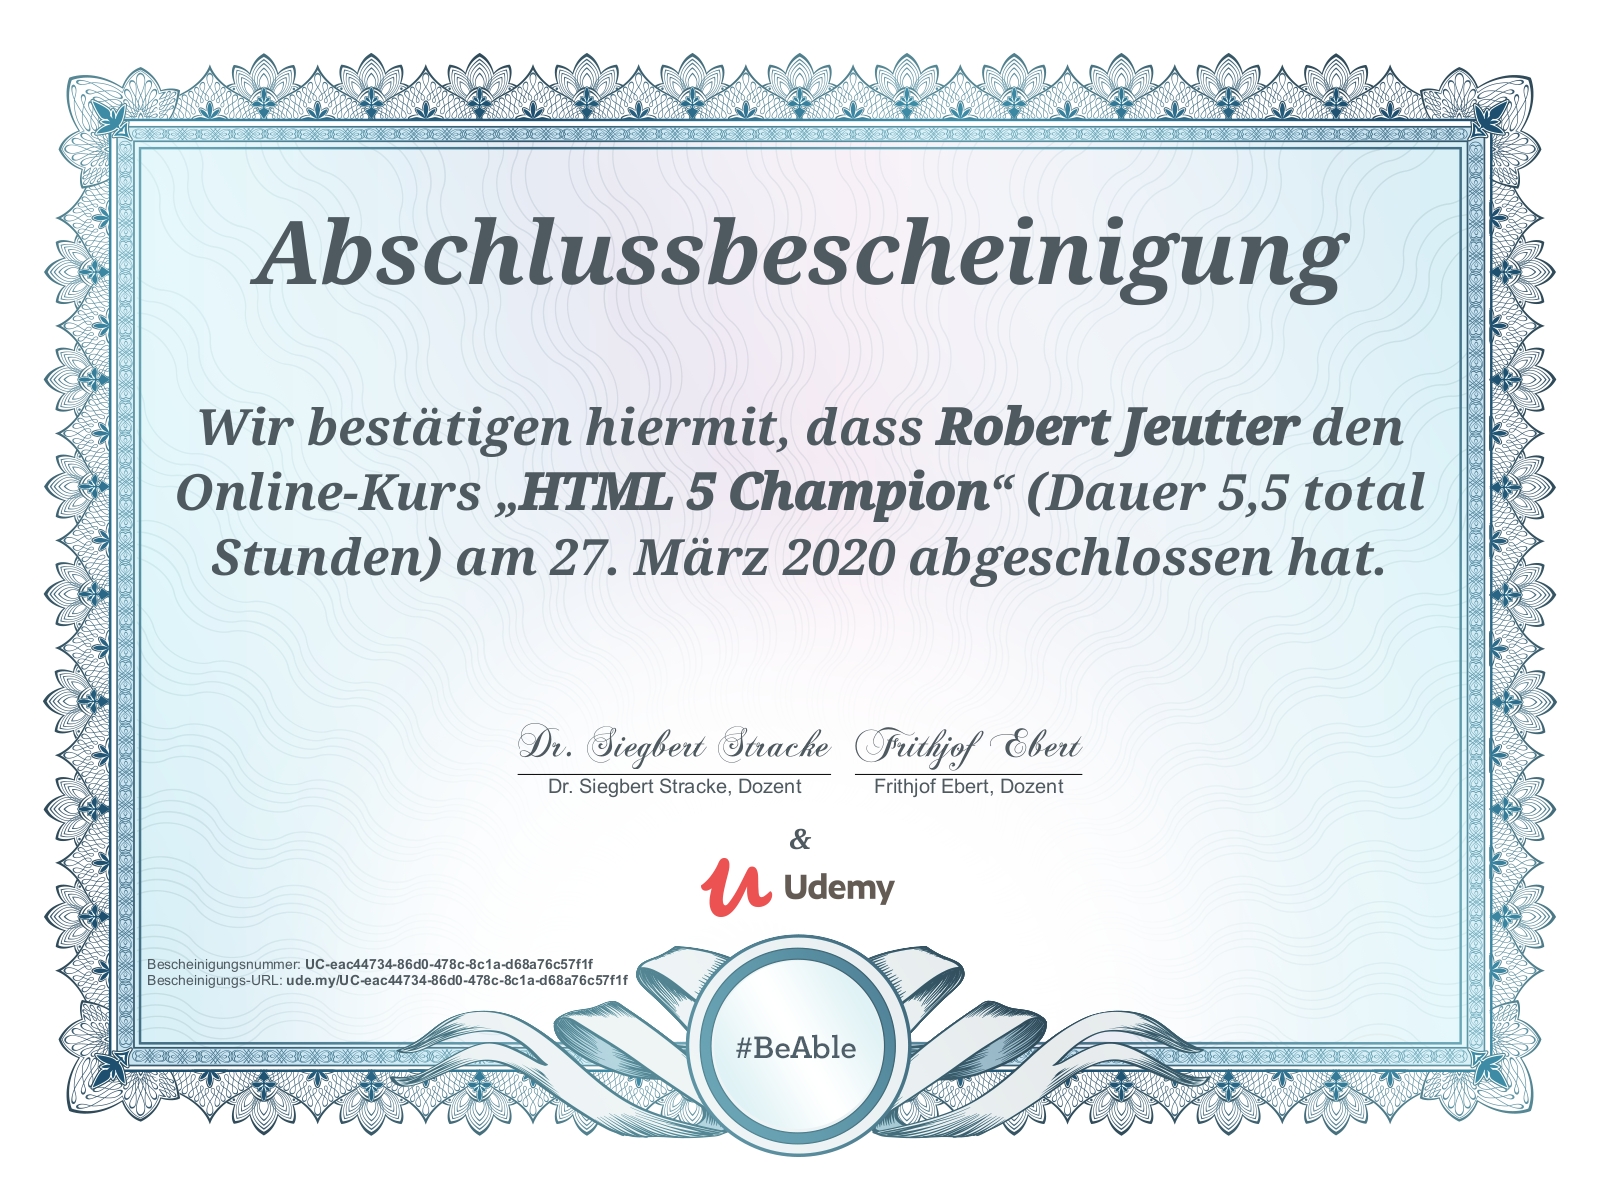 Abschlussbescheinigung
Wir bestätigen hiermit, dass Robert Jeutter den
Online-Kurs „HTML 5 Champion“ (Dauer 5,5 total
Stunden) am 27. März 2020 abgeschlossen hat.
Dr. Siegbert Stracke Frithjof Ebert
Dr. Siegbert Stracke, Dozent Frithjof Ebert, Dozent
&
Udemy
Bescheinigungsnummer: UC-eac44734-86d0-478c-8c1a-d68a76c57f1f
Bescheinigungs-URL: ude.my/UC-eac44734-86d0-478c-8c1a-d68a76c57f1f
#BeAble